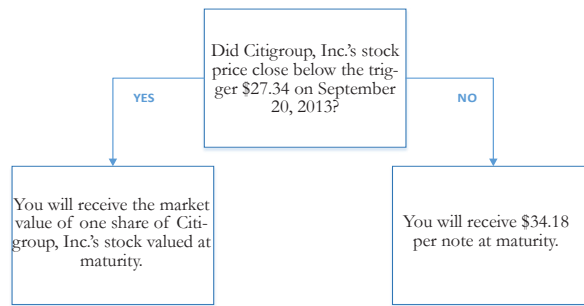 Did Citigroup, Inc.'s stock
price close below the trig-
ger $27.34 on September
20, 2013?
YES
NO
You will receive the market
value of one share of Citi-
group, Inc.'s stock valued at
maturity.
You will receive $34.18
per note at maturity.